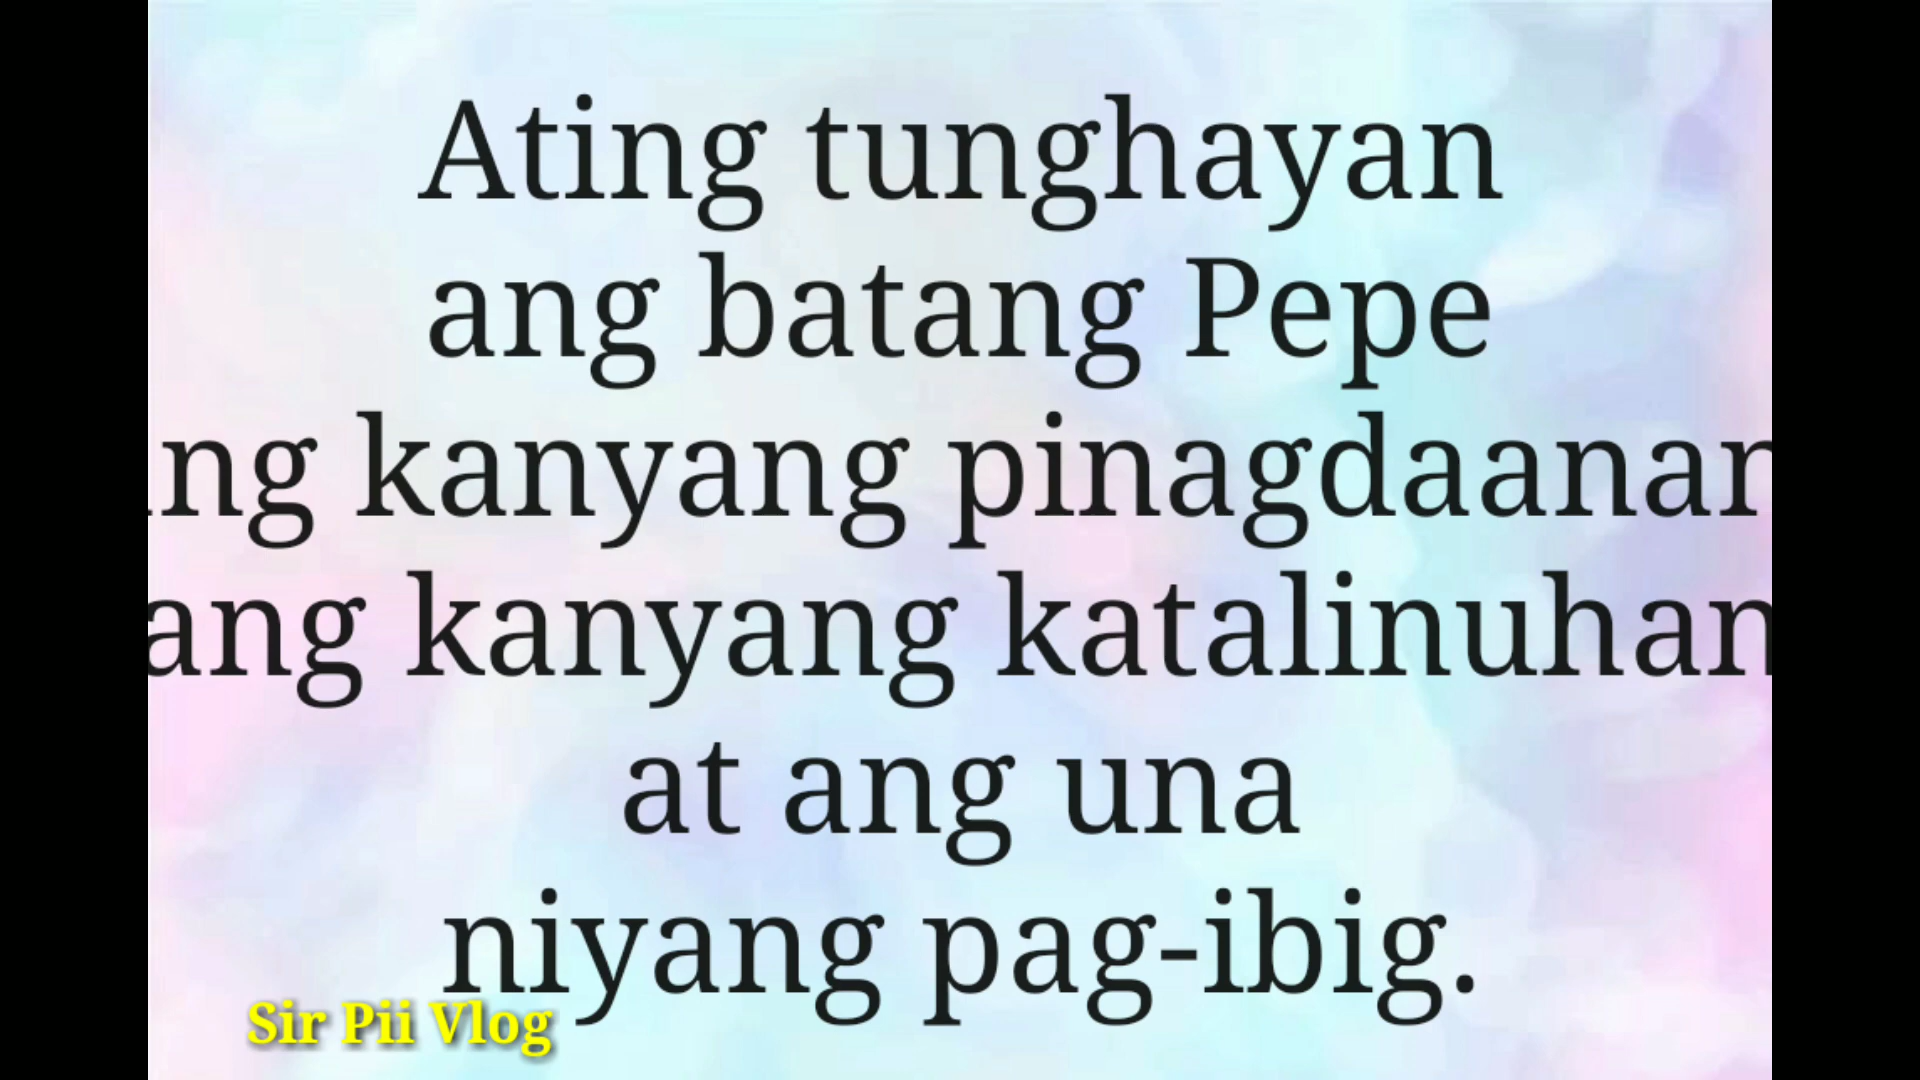 Ating tunghayan
ang batang Pepe
ng kanyang pinagdaanan
ang kanyang katalinuhan
at ang una
niyang pag-ibig.
Sir Pii Vlog